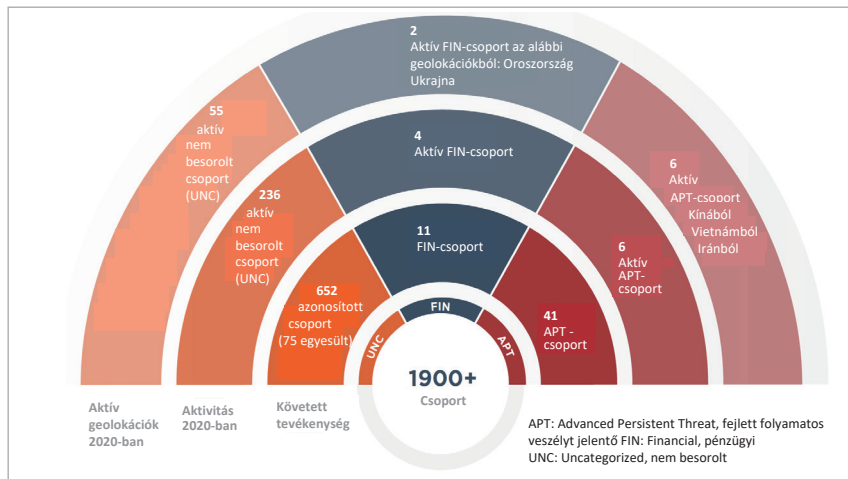 2
Aktív FIN-csoport az alábbi
geolokációkból: Oroszország
Ukrajna
55
aktív
nem
besorolt
csoport
(UNC)
4
Aktív FIN-csoport
6
Aktív
APT-csoport
Kínából
Vietnámból
Iránból
236
aktív
nem
besorolt
csoport
(UNC)
11
FIN-csoport
6
Aktív
APT-
csoport
652
azonosított
csoport
(75 egyesült)
41
APT -
csoport
UNC
FIN
APT
1900+
Csoport
Aktív
geolokációk
2020-ban
Aktivitás
2020-ban
Követett
tevékenység
APT: Advanced Persistent Threat, fejlett folyamatos
veszélyt jelentő FIN: Financial, pénzügyi
UNC: Uncategorized, nem besorolt